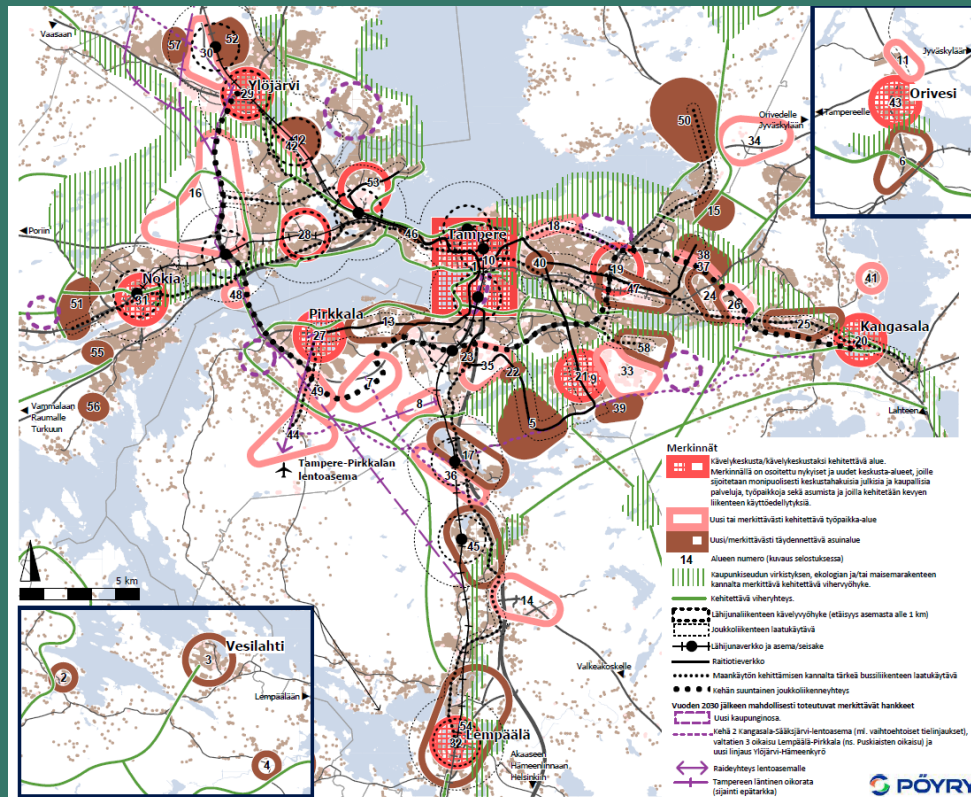 Vaasaan
57
30
52
Ylöjärvi
29
12
42
53
16
28
46
Poriin
Nokia
31
51
48
55
56
Vammalaan
Raumalle
Turkuun
Tampere
10
1
18
40
19
47
38
37
24
26
25
41
Kangasala
20
50
15
34
Orivedelle
Jyväskylään
Lahteen
Pirkkala
27
13
49
7
8
44
Tampere-Pirkkalan
lentoasema
23
35
22
5
21
9
33
58
39
17
36
45
14
Valkeakoskelle
54
32
Lempäälä
Akaaseen
Hämeenlinnaan
Helsinkiin
5 km
Jyväskylään
11
Orivesi
43
Tampereelle
6
Vesilahti
3
2
Lempäälään
4
Merkinnät
Kävelykeskusta/kävelykeskustaksi kehitettävä alue.
Merkinnällä on osoitettu nykyiset ja uudet keskusta-alueet, joille
sijoitetaan monipuolisesti keskustahakuisia julkisia ja kaupallisia
palveluja, työpaikkoja sekä asumista ja joilla kehitetään kevyen
liikenteen käyttöedellytyksiä.
Uusi tai merkittävästi kehitettävä työpaikka-alue
Uusi/merkittävästi täydennettävä asuinalue
14 Alueen numero (kuvaus selostuksessa)
Kaupunkiseudun virkistyksen, ekologian ja/tai maisemarakenteen
kannalta merkittävä kehitettävä vihervyöhyke.
Kehitettävä viheryhteys.
Lähijunaliikenteen kävelyvyöhyke (etäisyys asemasta alle 1 km)
Joukkoliikenteen laatukäytävä
Lähijunaverkko ja asema/seisake
Raitiotieverkko
Maankäytön kehittämisen kannalta tärkeä bussiliikenteen laatukäytävä
Kehän suuntainen joukkoliikenneyhteys
Vuoden 2030 jälkeen mahdollisesti toteutuvat merkittävät hankkeet
Uusi kaupunginosa.
Kehä 2 Kangasala-Sääksjärvi-lentoasema (ml. vaihtoehtoiset tielinjaukset),
valtatien 3 oikaisu Lempäälä-Pirkkala (ns. Puskiaisten oikaisu) ja
uusi linjaus Ylöjärvi-Hämeenkyrö
Raideyhteys lentoasemalle
Tampereen läntinen oikorata
(sijainti epätarkka)
PÖYRY